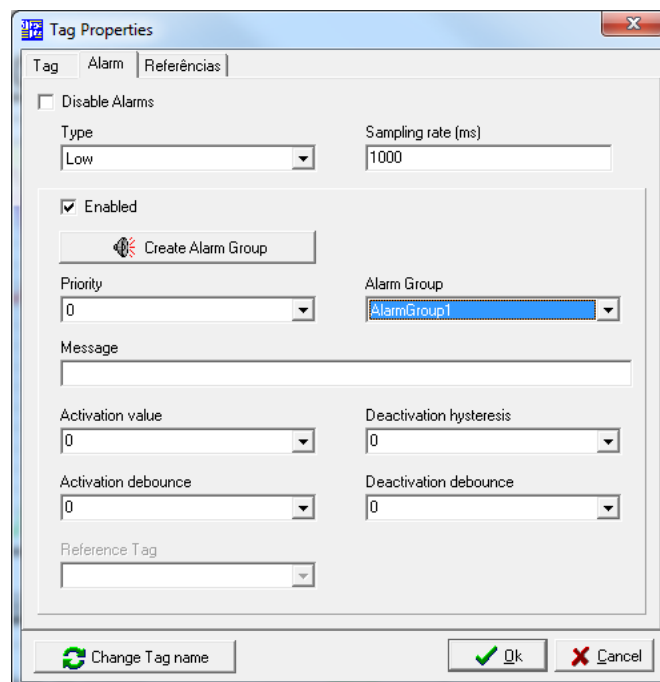 Tag Properties
Tag Alarm Referências
Disable Alarms
Type Sampling rate (ms)
Low 1000
Enabled
Create Alarm Group
Priority Alarm Group
0 AlarmGroup1
Message
Activation value Deactivation hysteresis
0 0
Activation debounce Deactivation debounce
0 0
Reference Tag
Change Tag name Ok Cancel